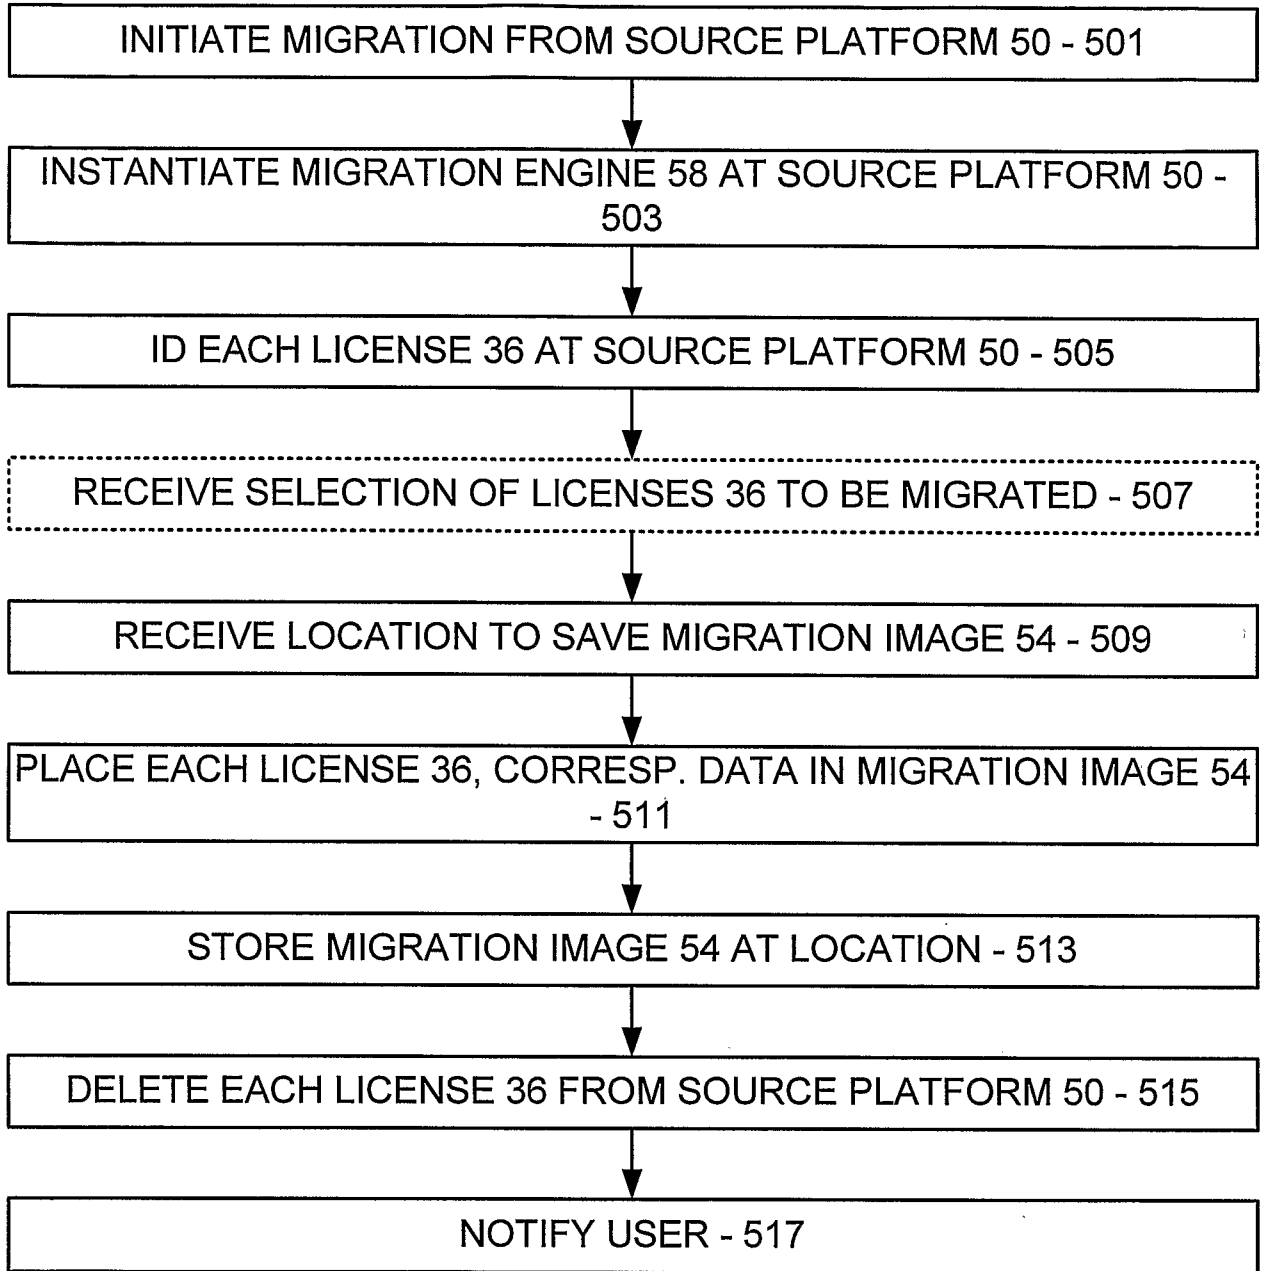 INITIATE MIGRATION FROM SOURCE PLATFORM 50 - 501
INSTANTIATE MIGRATION ENGINE 58 AT SOURCE PLATFORM 50 -
503
ID EACH LICENSE 36 AT SOURCE PLATFORM 50 - 505
RECEIVE SELECTION OF LICENSES 36 TO BE MIGRATED - 507
RECEIVE LOCATION TO SAVE MIGRATION IMAGE 54 - 509
PLACE EACH LICENSE 36, CORRESP. DATA IN MIGRATION IMAGE 54
- 511
STORE MIGRATION IMAGE 54 AT LOCATION - 513
DELETE EACH LICENSE 36 FROM SOURCE PLATFORM 50 - 515
NOTIFY USER - 517